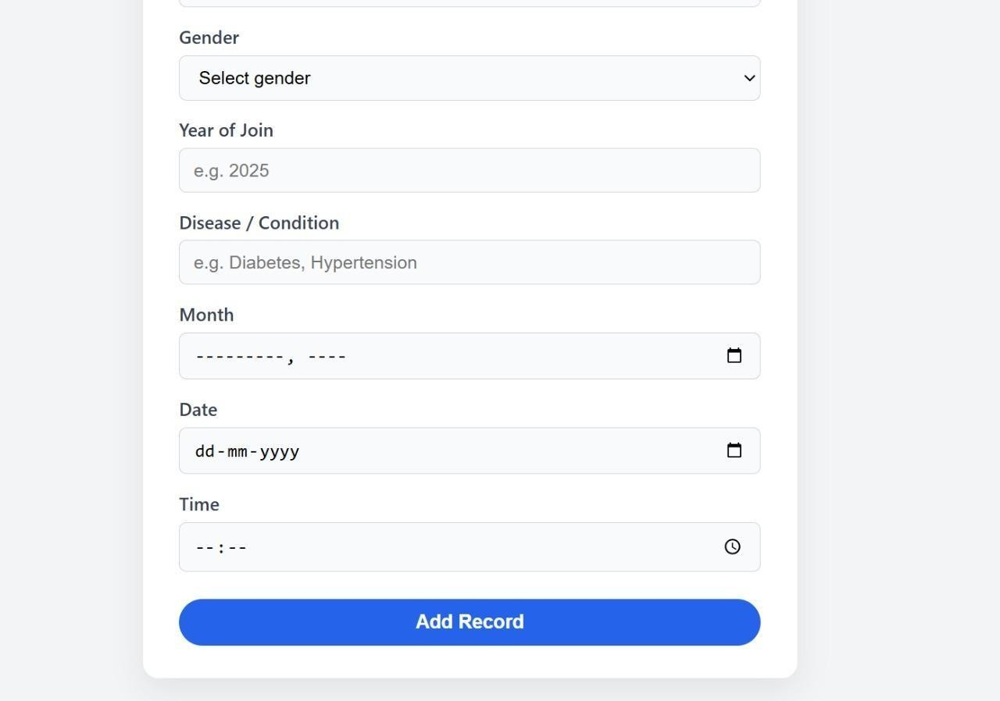 Gender
Select gender
Year of Join
e.g. 2025
Disease / Condition
e.g. Diabetes, Hypertension
Month
---------, ----
Date
dd-mm-yyyy
Time
--:--
Add Record